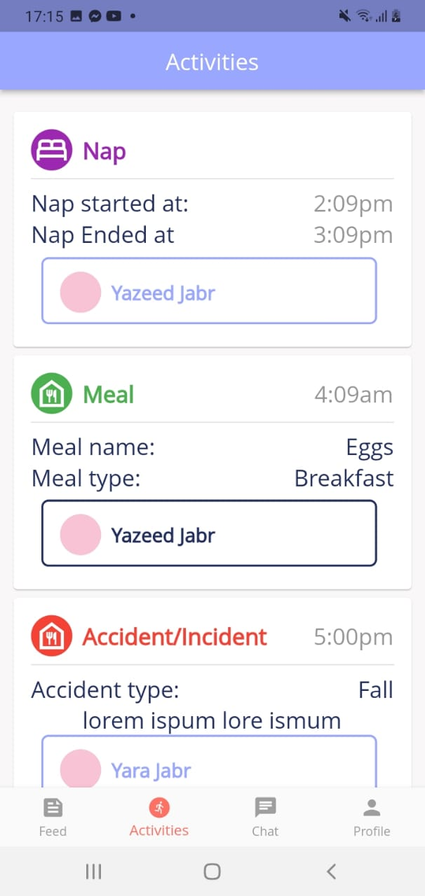 17:15
Activities
Nap
Nap started at: 2:09pm
Nap Ended at 3:09pm
Yazeed Jabr
Meal 4:09am
Meal name: Eggs
Meal type: Breakfast
Yazeed Jabr
Accident/Incident 5:00pm
Accident type: Fall
lorem ispum lore ismum
Yara Jabr
Feed Activities Chat Profile